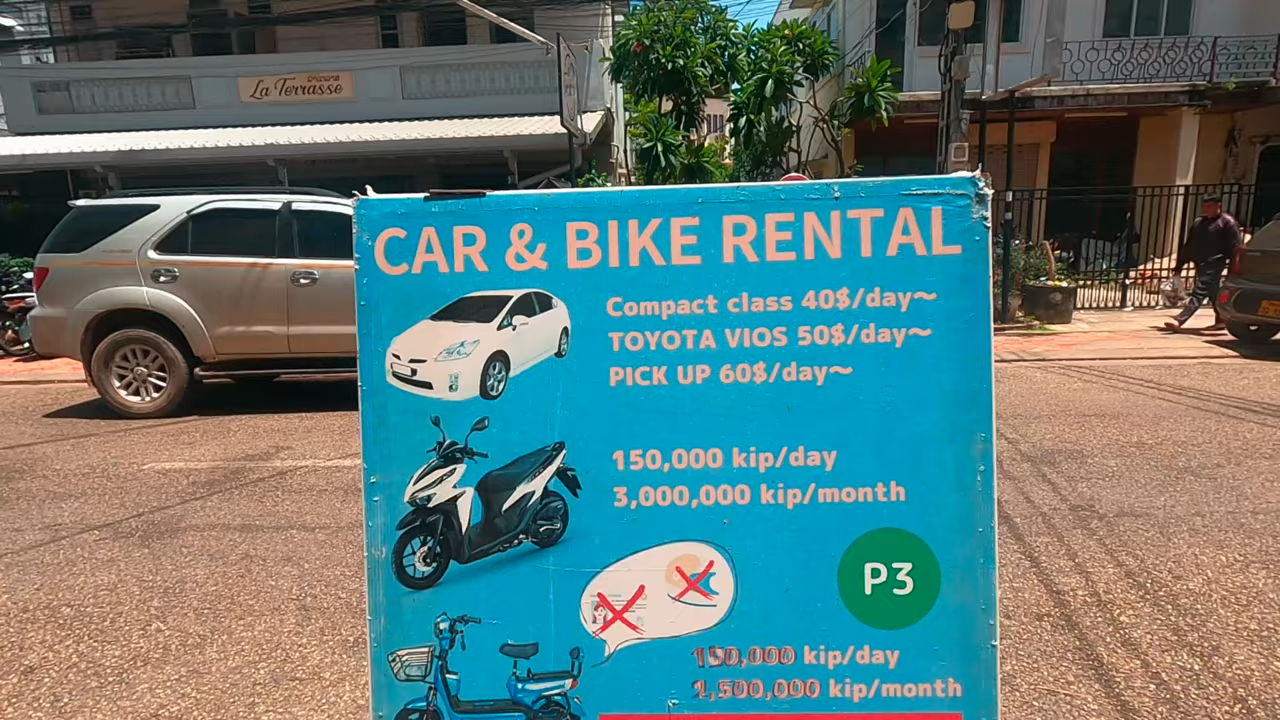 La Terrasse
CAR & BIKE RENTAL
Compact class 40$/day～
TOYOTA VIOS 50$/day～
PICK UP 60$/day～
150,000 kip/day
3,000,000 kip/month
P3
150,000 kip/day
1,500,000 kip/month